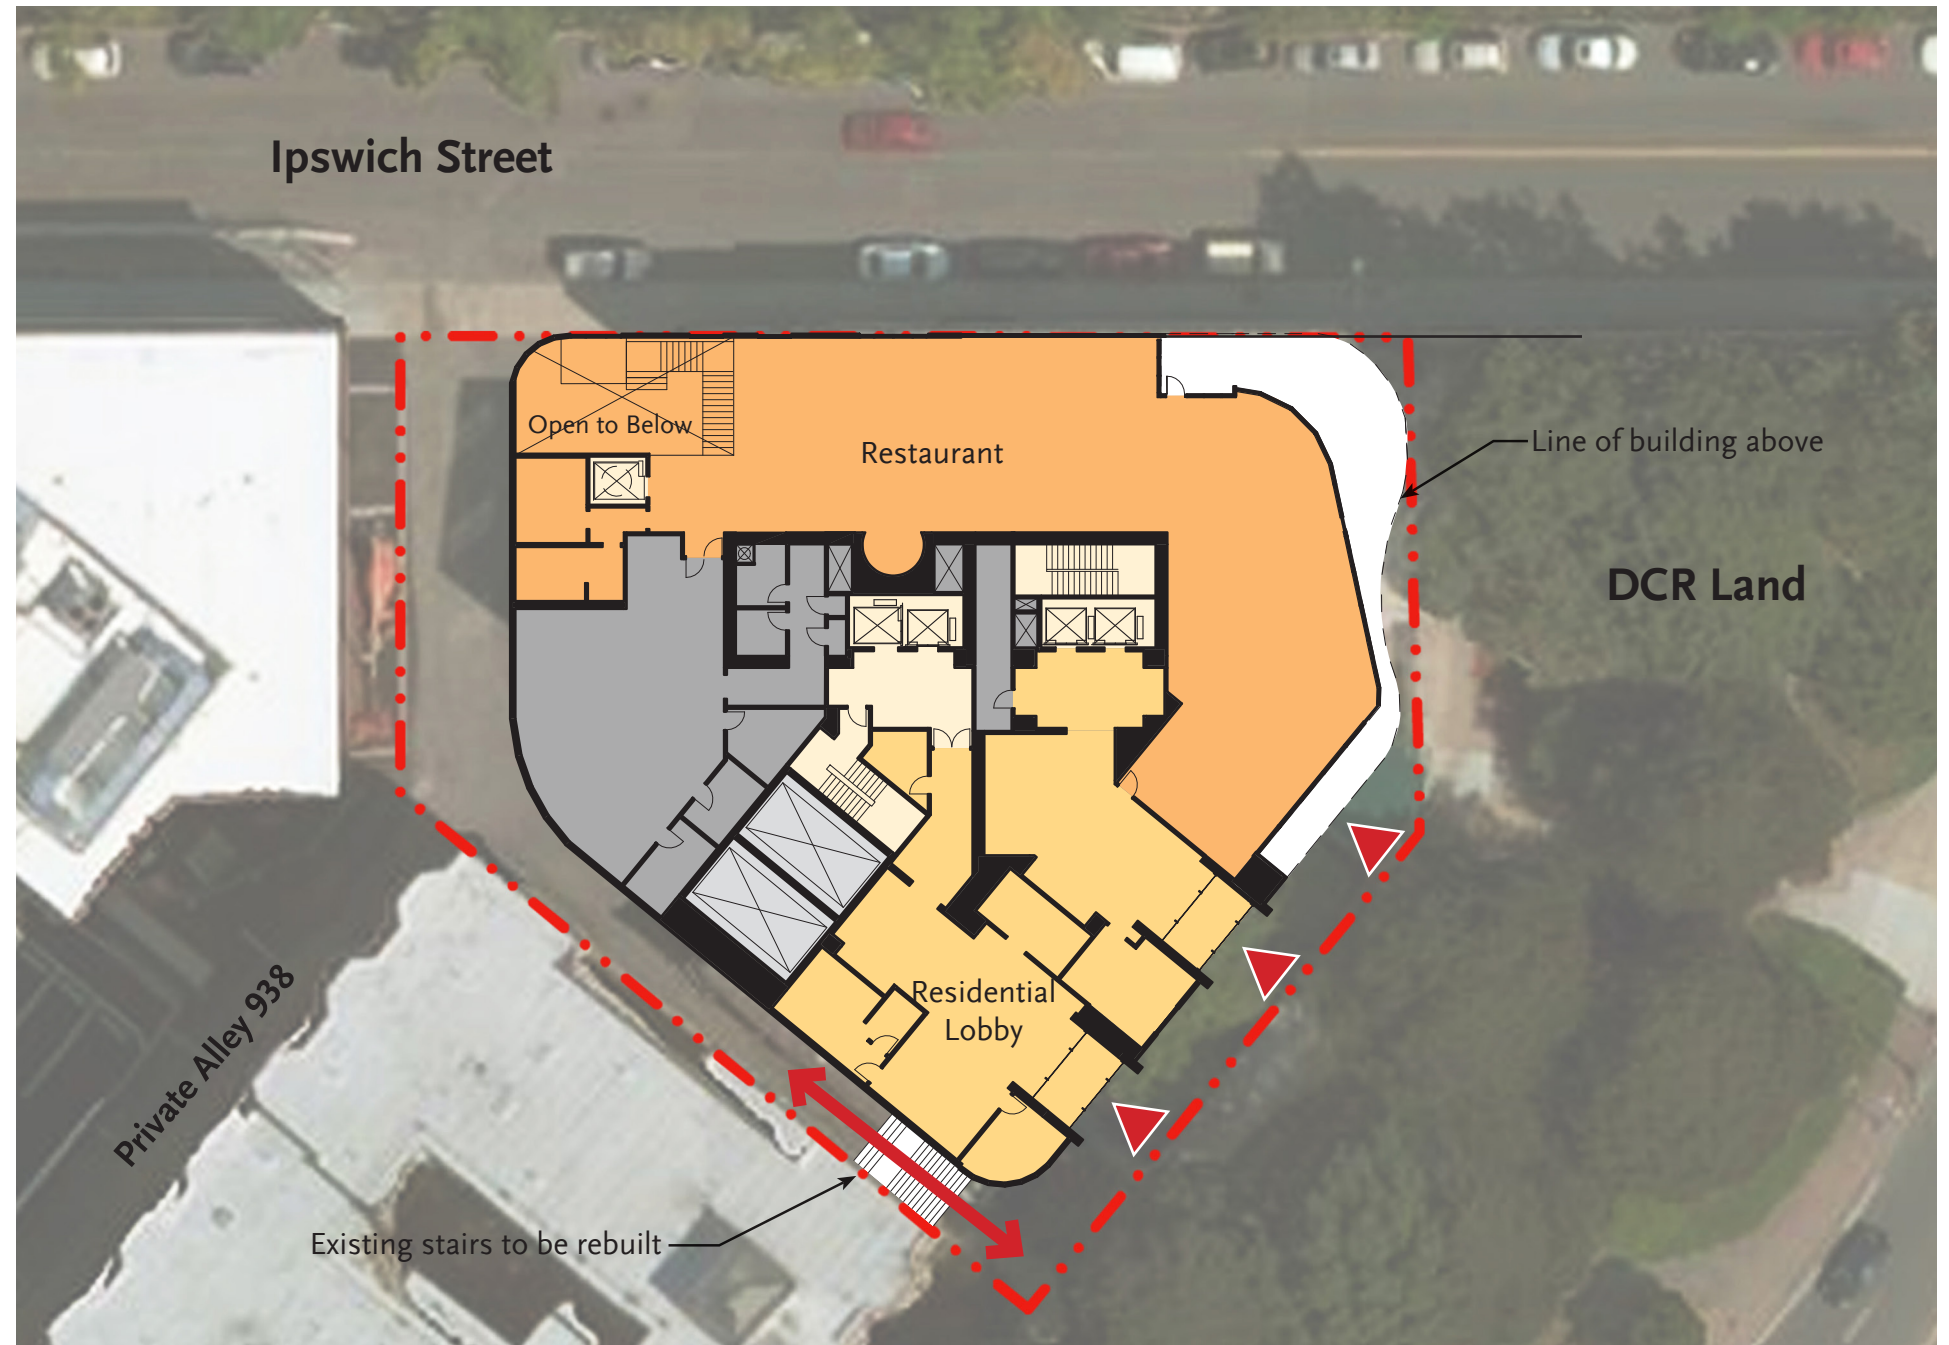 Ipswich Street
Open to Below
Restaurant
Line of building above
DCR Land
Residential
Lobby
Private Alley 938
Existing stairs to be rebuilt